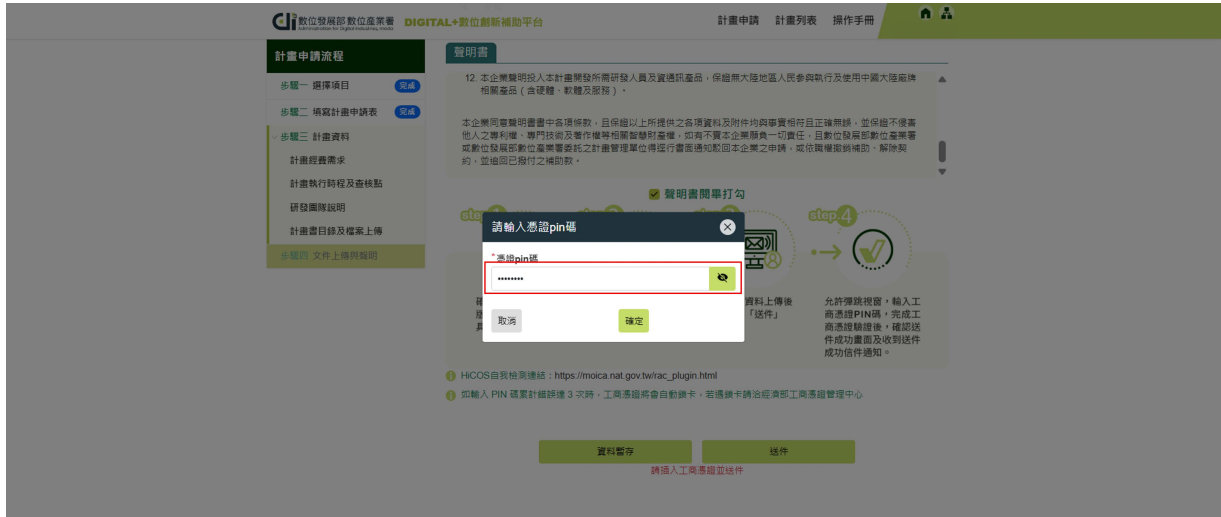 數位發展部 數位產業署
Administration for Digital Industries, moda
DIGITAL+數位創新補助平台
計畫申請 計畫列表 操作手冊
計畫申請流程
步驟一 選擇項目 完成
步驟二 填寫計畫申請表 完成
步驟三 計畫資料
計畫經費需求
計畫執行時程及查核點
研發團隊說明
計畫書目錄及檔案上傳
步驟四 文件上傳與聲明
聲明書
12. 本企業聲明投入本計畫開發所需研發人員及資通訊產品，保證無大陸地區人民參與執行及使用中國大陸廠牌
相關產品（含硬體、軟體及服務）。
本企業同意聲明書書中各項條款，且保證以上所提供之各項資料及附件均與事實相符且正確無誤，並保證不侵害
他人之專利權、專門技術及著作權等相關智慧財產權，如有不實本企業願負一切責任，且數位發展部數位產業署
或數位發展部數位產業署委託之計畫管理單位得逕行書面通知駁回本企業之申請，或依職權撤銷補助、解除契
約，並追回已撥付之補助款。
聲明書閱畢打勾
step.4
請輸入憑證pin碼
*憑證pin碼
••••••••
取消 確定
資料上傳後
「送件」
允許彈跳視窗，輸入工
商憑證PIN碼，完成工
商憑證驗證後，確認送
件成功畫面及收到送件
成功信件通知。
HiCOS自我檢測連結：https://moica.nat.gov.tw/rac_plugin.html
如輸入 PIN 碼累計錯誤達 3 次時，工商憑證將會自動鎖卡，若遇鎖卡請洽經濟部工商憑證管理中心
資料暫存 送件
請插入工商憑證並送件